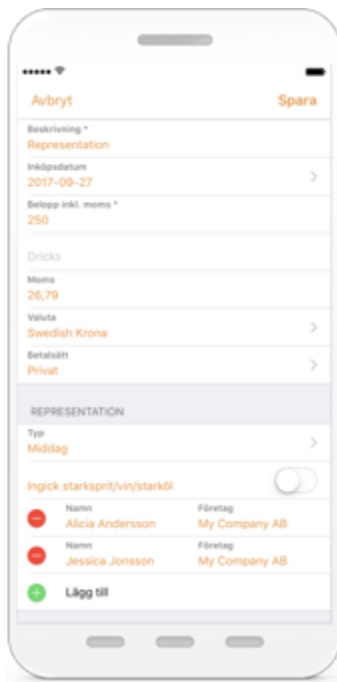 Avbryt Spara
Beskrivning *
Representation
Inköpsdatum
2017-09-27
Belopp inkl. moms *
250
Dricks
Moms
26,79
Valuta
Swedish Krona
Betalsätt
Privat
REPRESENTATION
Typ
Middag
Ingick starksprit/vin/starköl
Namn Företag
Alicia Andersson My Company AB
Namn Företag
Jessica Jonsson My Company AB
Lägg till